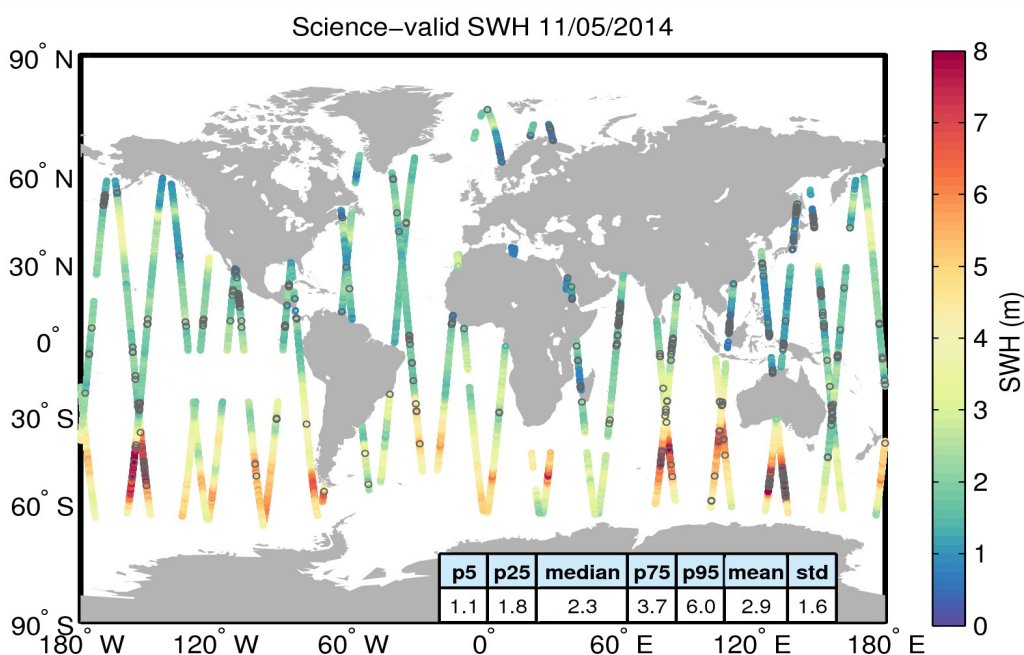 Science−valid SWH 11/05/2014
90° N
60° N
30° N
0°
30° S
60° S
90° S
180° W
120° W
60° W
0°
60° E
120° E
180° E
p5 p25 median p75 p95 mean std
1.1 1.8 2.3 3.7 6.0 2.9 1.6
8
7
6
5
4
3
2
1
0
SWH (m)